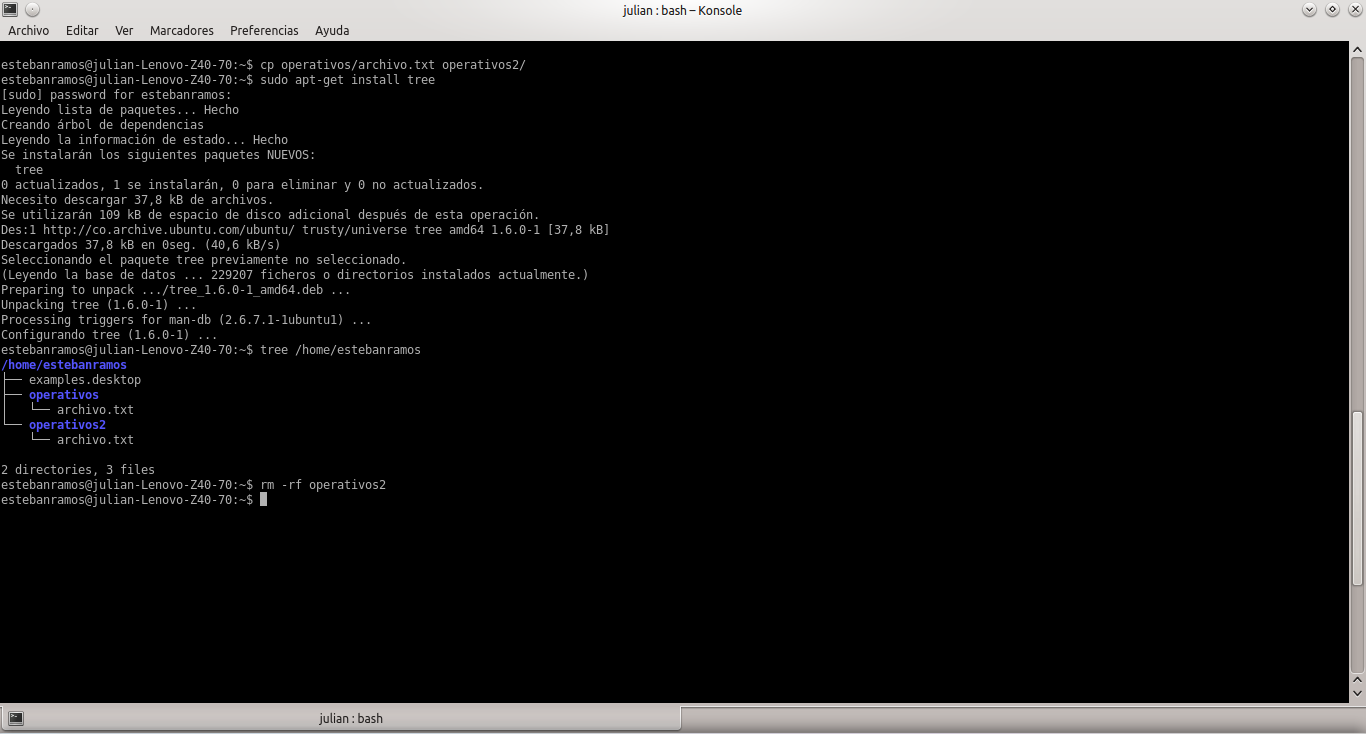 julian : bash – Konsole
Archivo Editar Ver Marcadores Preferencias Ayuda
estebanramos@julian-Lenovo-Z40-70:~$ cp operativos/archivo.txt operativos2/
estebanramos@julian-Lenovo-Z40-70:~$ sudo apt-get install tree
[sudo] password for estebanramos:
Leyendo lista de paquetes... Hecho
Creando árbol de dependencias
Leyendo la información de estado... Hecho
Se instalarán los siguientes paquetes NUEVOS:
  tree
0 actualizados, 1 se instalarán, 0 para eliminar y 0 no actualizados.
Necesito descargar 37,8 kB de archivos.
Se utilizarán 109 kB de espacio de disco adicional después de esta operación.
Des:1 http://co.archive.ubuntu.com/ubuntu/ trusty/universe tree amd64 1.6.0-1 [37,8 kB]
Descargados 37,8 kB en 0seg. (40,6 kB/s)
Seleccionando el paquete tree previamente no seleccionado.
(Leyendo la base de datos ... 229207 ficheros o directorios instalados actualmente.)
Preparing to unpack .../tree_1.6.0-1_amd64.deb ...
Unpacking tree (1.6.0-1) ...
Processing triggers for man-db (2.6.7.1-1ubuntu1) ...
Configurando tree (1.6.0-1) ...
estebanramos@julian-Lenovo-Z40-70:~$ tree /home/estebanramos
/home/estebanramos
├── examples.desktop
├── operativos
│   └── archivo.txt
└── operativos2
    └── archivo.txt
2 directories, 3 files
estebanramos@julian-Lenovo-Z40-70:~$ rm -rf operativos2
estebanramos@julian-Lenovo-Z40-70:~$
julian : bash